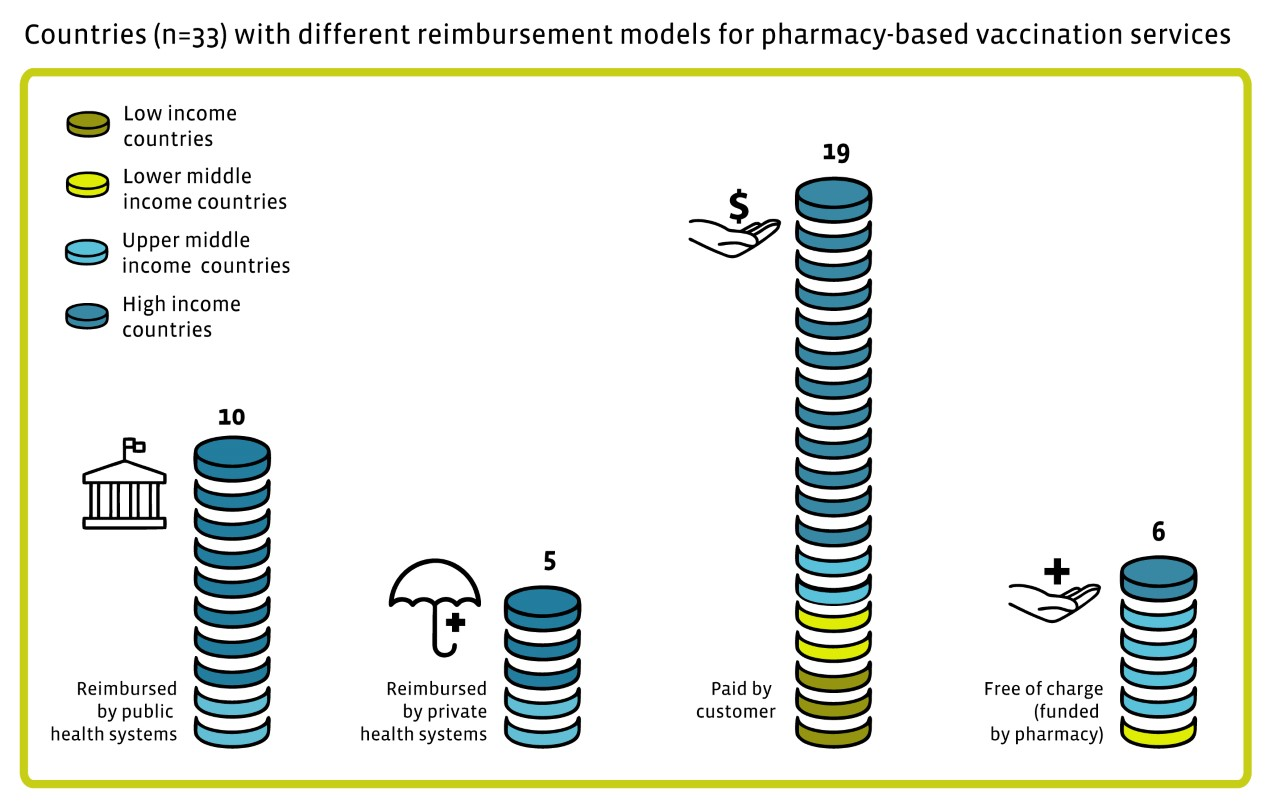 Countries (n=33) with different reimbursement models for pharmacy-based vaccination services
Low income
countries
Lower middle
income countries
Upper middle
income countries
High income
countries
10
Reimbursed
by public
health systems
5
Reimbursed
by private
health systems
19
$
Paid by
customer
6
Free of charge
(funded
by pharmacy)